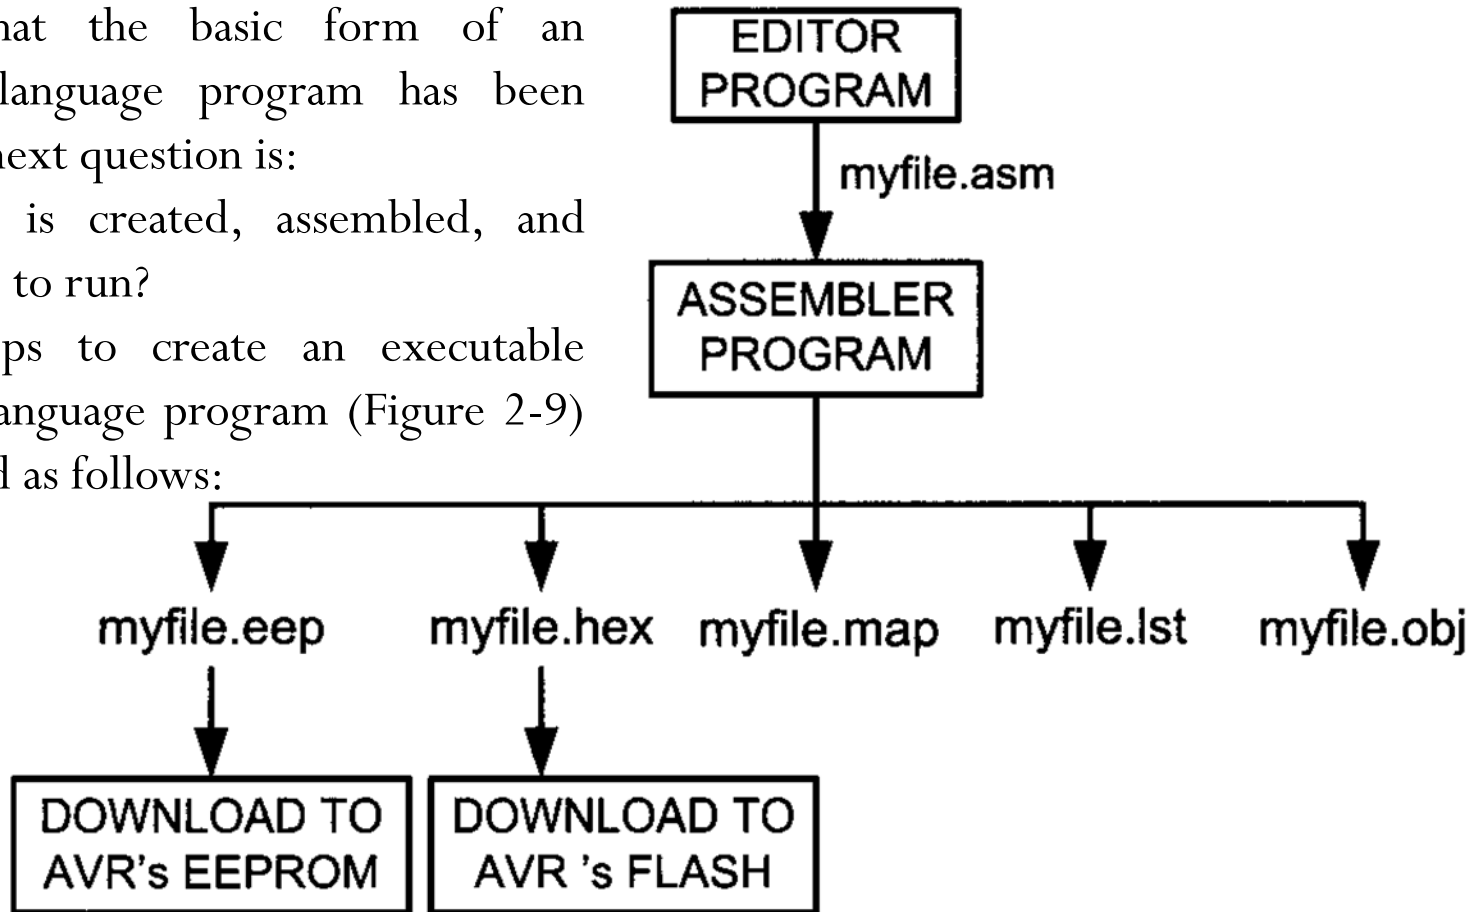 hat the basic form of an
language program has been
next question is:
is created, assembled, and
to run?
ps to create an executable
anguage program (Figure 2-9)
d as follows:
EDITOR
PROGRAM
myfile.asm
ASSEMBLER
PROGRAM
myfile.eep
myfile.hex
myfile.map
myfile.lst
myfile.obj
DOWNLOAD TO
AVR's EEPROM
DOWNLOAD TO
AVR 's FLASH